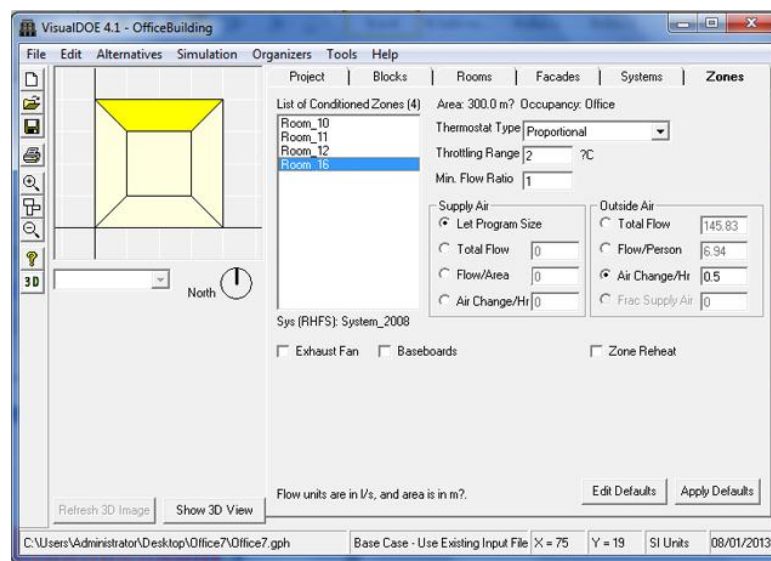 VisualDOE 4.1 - OfficeBuilding
File Edit Alternatives Simulation Organizers Tools Help
Project Blocks Rooms Facades Systems Zones
List of Conditioned Zones (4) Area: 300.0 m? Occupancy: Office
Room_10
Room_11
Room_12
Room_16
Thermostat Type Proportional
Throttling Range 2 ?C
Min. Flow Ratio 1
Supply Air
Let Program Size
Total Flow 0
Flow/Area 0
Air Change/Hr 0
Outside Air
Total Flow 145.83
Flow/Person 6.94
Air Change/Hr 0.5
Frac Supply Air 0
3D
North
Sys (RHFS): System_2008
Exhaust Fan Baseboards Zone Reheat
Flow units are in l/s, and area is in m?.
Edit Defaults Apply Defaults
Refresh 3D Image Show 3D View
C:\Users\Administrator\Desktop\Office7\Office7.gph Base Case - Use Existing Input File X = 75 Y = 19 SI Units 08/01/2013